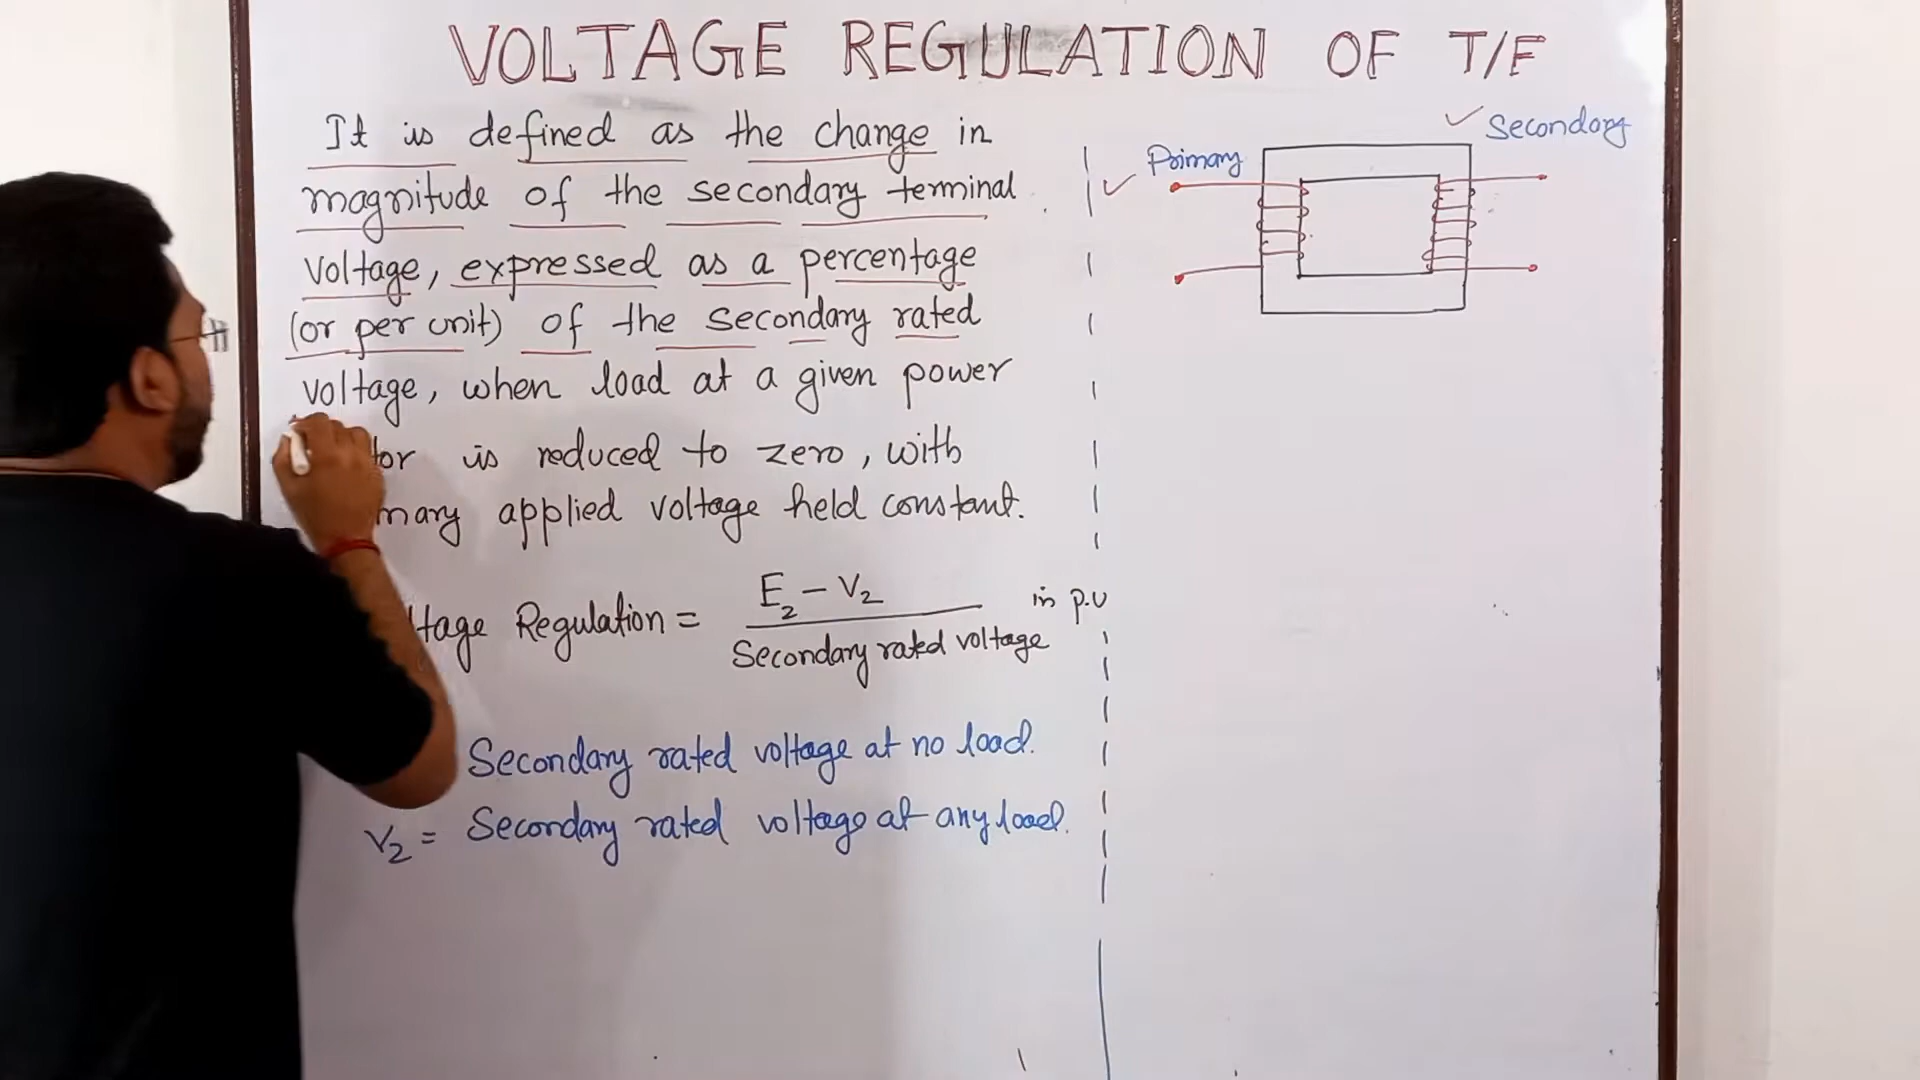 VOLTAGE REGULATION OF T/F
It is defined as the change in
magnitude of the secondary terminal
voltage, expressed as a percentage
(or per unit) of the secondary rated
voltage, when load at a given power
tor is reduced to zero, with
mary applied voltage held constant.
ltage Regulation = E2 - V2
Secondary rated voltage
in p.u
Secondary rated voltage at no load.
V2 = Secondary rated voltage at any load.
Primary
Secondary